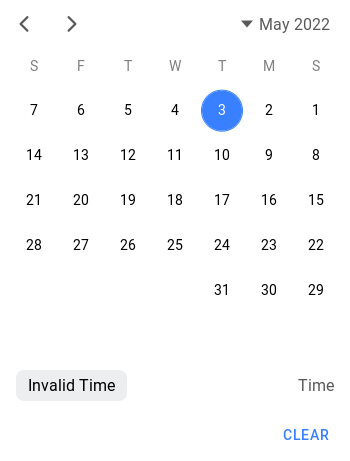 May 2022
S F T W T M S
7 6 5 4 3 2 1
14 13 12 11 10 9 8
21 20 19 18 17 16 15
28 27 26 25 24 23 22
31 30 29
Invalid Time Time
CLEAR